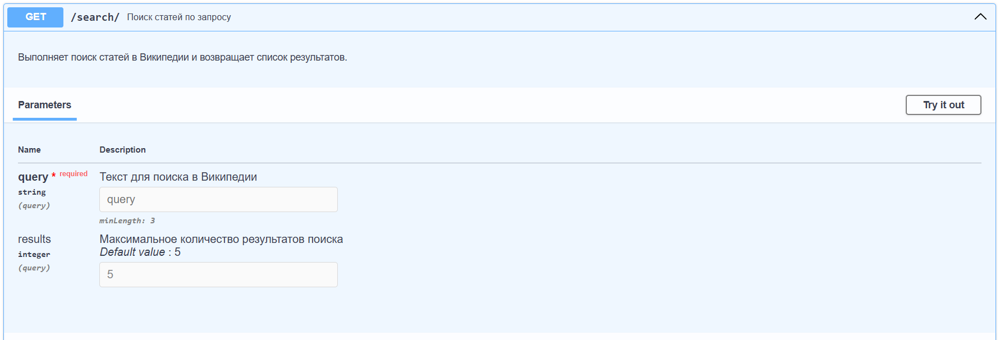 GET /search/ Поиск статей по запросу
Выполняет поиск статей в Википедии и возвращает список результатов.
Parameters Try it out
Name Description
query * required Текст для поиска в Википедии
string
(query)
query
minLength: 3
results Максимальное количество результатов поиска
integer
(query)
Default value : 5
5